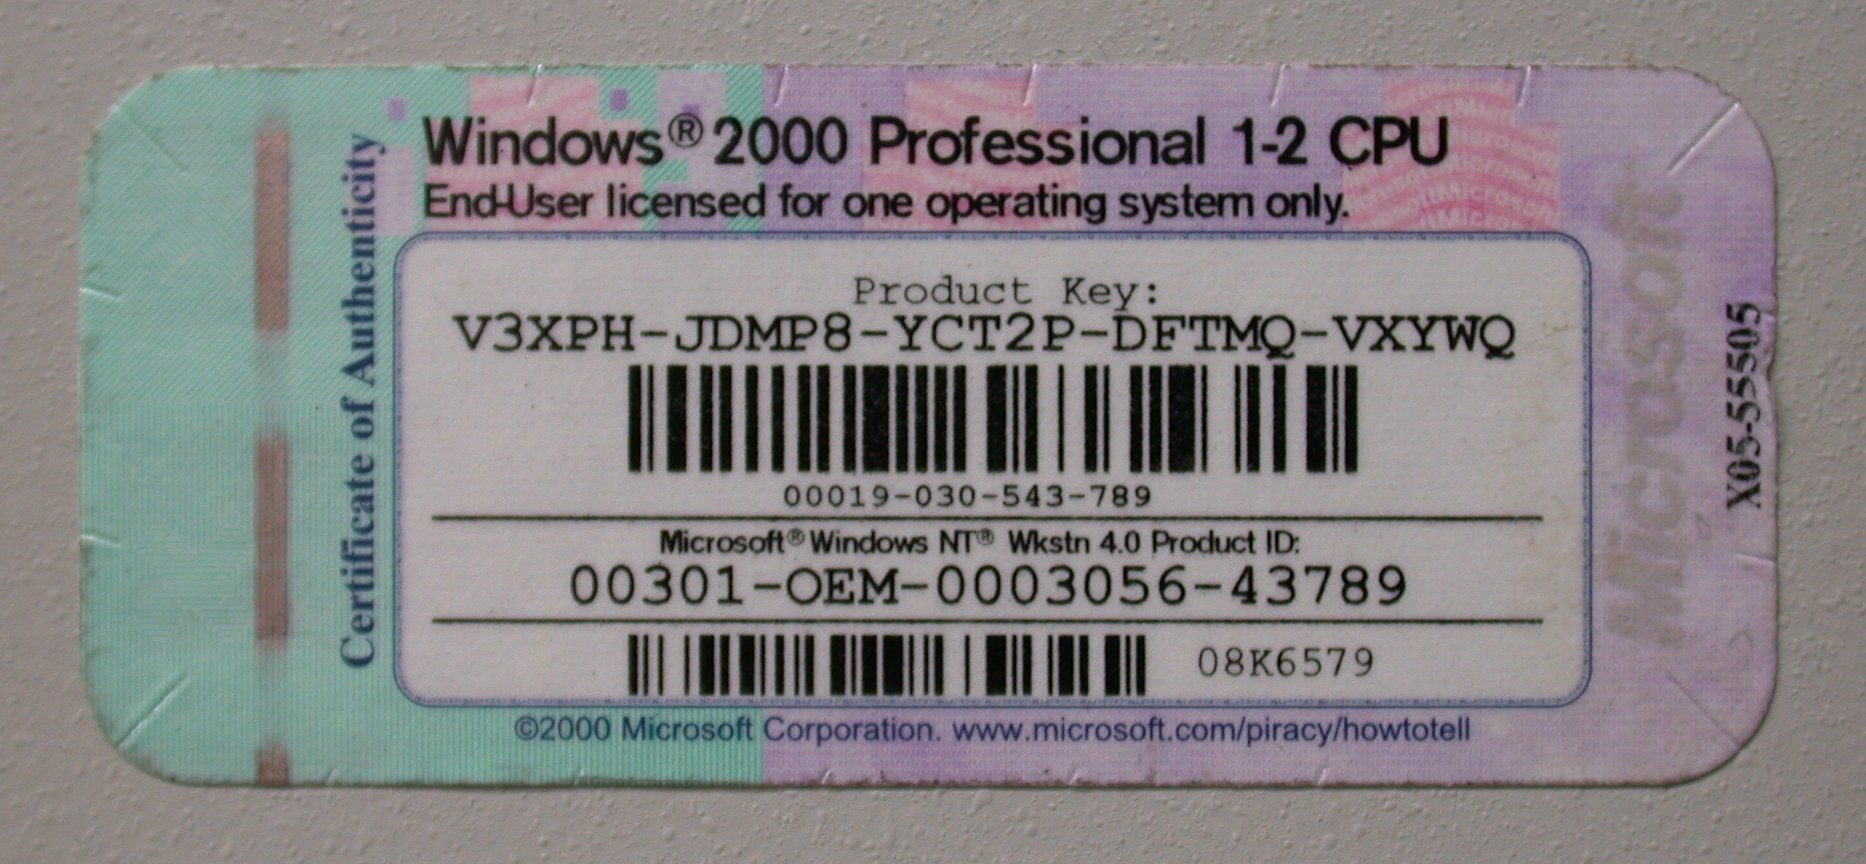 Certificate of Authenticity
Windows® 2000 Professional 1-2 CPU
End-User licensed for one operating system only.
Product Key:
V3XPH-JDMP8-YCT2P-DFTMQ-VXYWQ
00019-030-543-789
Microsoft® Windows NT® Wkstn 4.0 Product ID:
00301-OEM-0003056-43789
08K6579
©2000 Microsoft Corporation. www.microsoft.com/piracy/howtotell
Microsoft
X05-55505